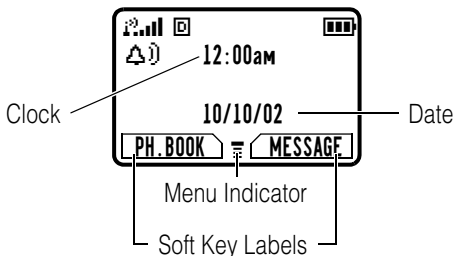 D
12:00AM
Clock
10/10/02
Date
PH.BOOK MESSAGE
Menu Indicator
Soft Key Labels